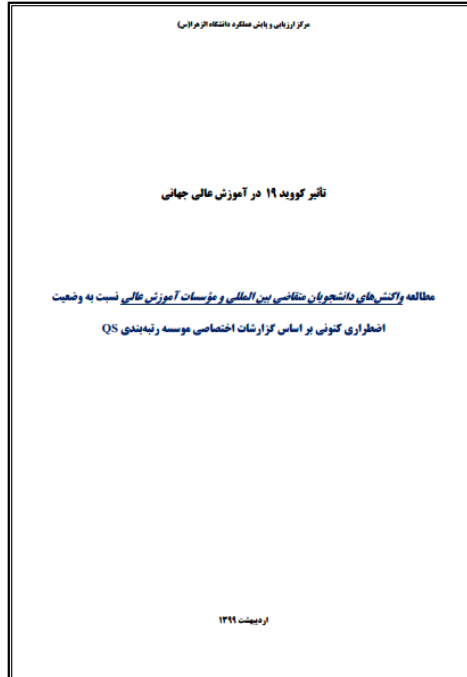 مرکز ارزیابی و پایش عملکرد دانشگاه الزهرا(س)
تأثیر کووید ۱۹ در آموزش عالی جهانی
مطالعه واکنش‌های دانشجویان متقاضی بین المللی و مؤسسات آموزش عالی نسبت به وضعیت
اضطراری کنونی بر اساس گزارشات اختصاصی موسسه رتبه‌بندی QS
اردیبهشت ۱۳۹۹